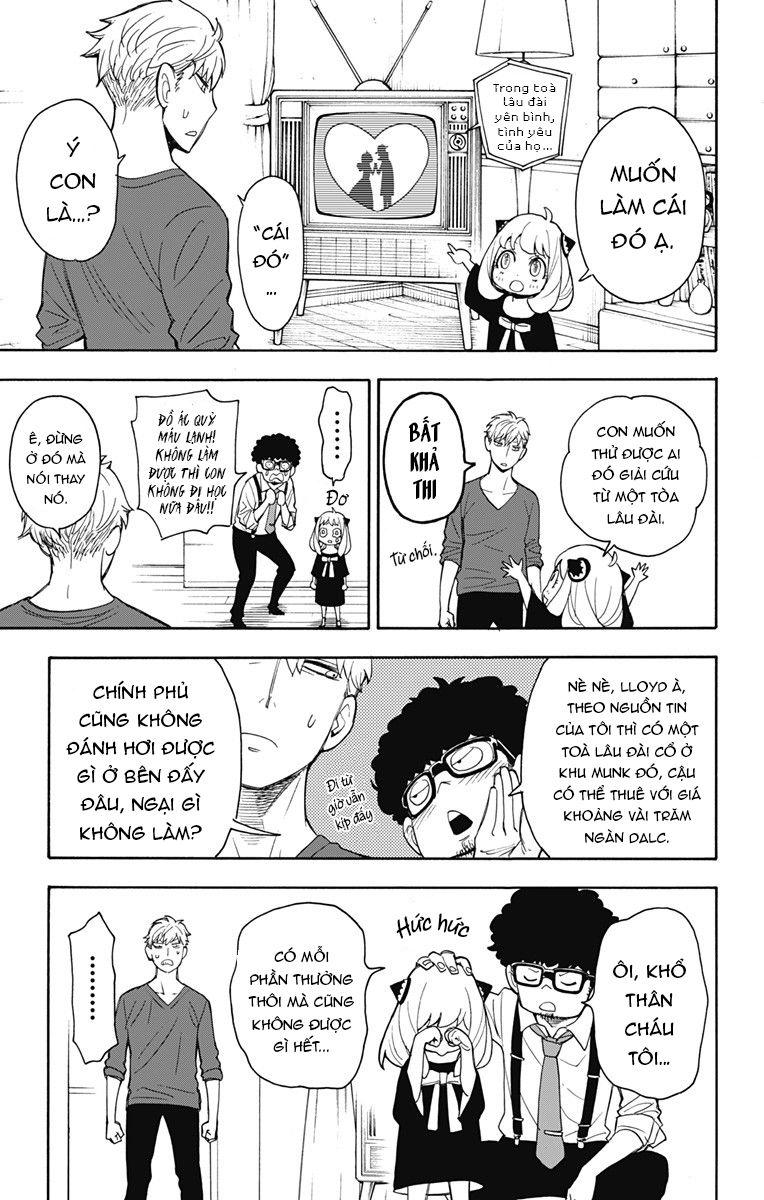 Trong toà
lâu đài
yên bình,
tình yêu
của họ...
MUỐN
LÀM CÁI
ĐÓ Ạ.
"CÁI
ĐÓ"
...
Ý
CON
LÀ...?
CON MUỐN
THỬ ĐƯỢC AI
ĐÓ GIẢI CỨU
TỪ MỘT TÒA
LÂU ĐÀI.
BẤT
KHẢ
THI
Từ chối.
......
Đơ
ĐỒ ÁC QUỶ
MÁU LẠNH!
KHÔNG LÀM
ĐƯỢC THÌ CON
KHÔNG ĐI HỌC
NỮA ĐÂU!!
Ê, ĐỪNG
Ở ĐÓ MÀ
NÓI THAY
NÓ.
NÈ NÈ, LLOYD À,
THEO NGUỒN TIN
CỦA TÔI THÌ CÓ MỘT
TOÀ LÂU ĐÀI CỔ Ở
KHU MUNK ĐÓ, CẬU
CÓ THỂ THUÊ VỚI GIÁ
KHOẢNG VÀI TRĂM
NGÀN DALC.
Đi từ
giờ vẫn
kịp đấy
CHÍNH PHỦ
CŨNG KHÔNG
ĐÁNH HƠI ĐƯỢC
GÌ Ở BÊN ĐẤY
ĐÂU, NGẠI GÌ
KHÔNG LÀM?
ÔI, KHỔ
THÂN
CHÁU
TÔI...
Hức hức
CÓ MỖI
PHẦN THƯỞNG
THÔI MÀ CŨNG
KHÔNG ĐƯỢC
GÌ HẾT...
......